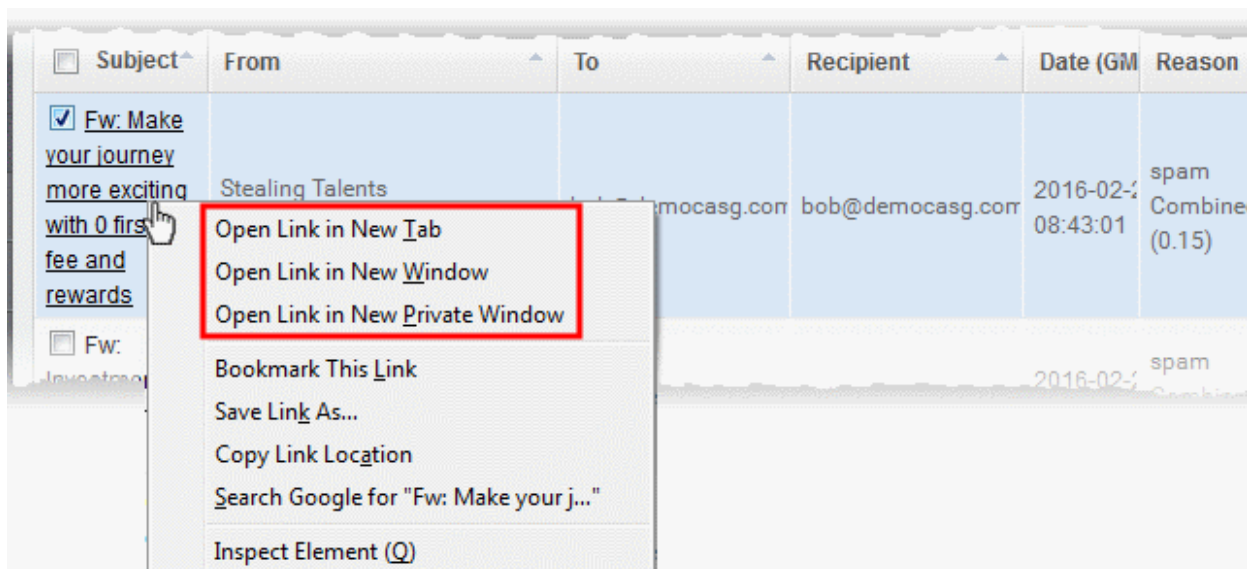 Subject From To Recipient Date (GM Reason
Fw: Make
your journey
more exciting
with 0 firs
fee and
rewards
Stealing Talents
mocasg.com
bob@democasg.com
2016-02-2
08:43:01
spam
Combine
(0.15)
Open Link in New Tab
Open Link in New Window
Open Link in New Private Window
Bookmark This Link
Save Link As...
Copy Link Location
Search Google for "Fw: Make your j..."
Inspect Element (Q)
Fw:
2016-02-2
spam